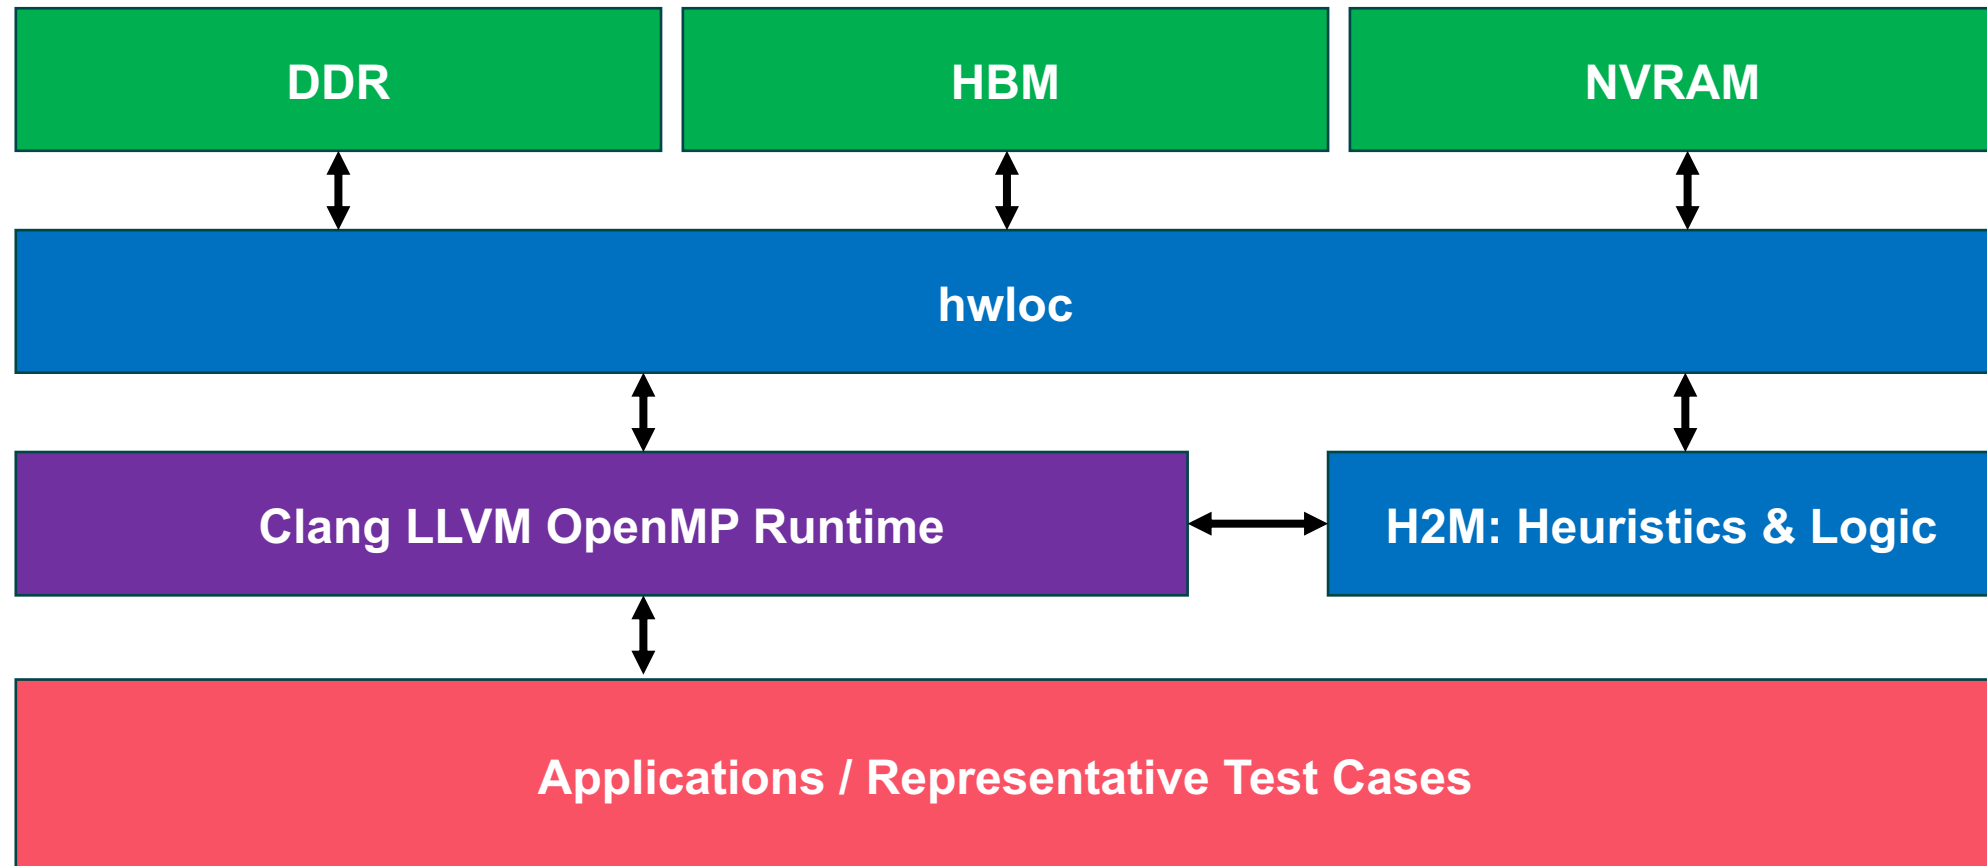 DDR
HBM
NVRAM
hwloc
Clang LLVM OpenMP Runtime
H2M: Heuristics & Logic
Applications / Representative Test Cases